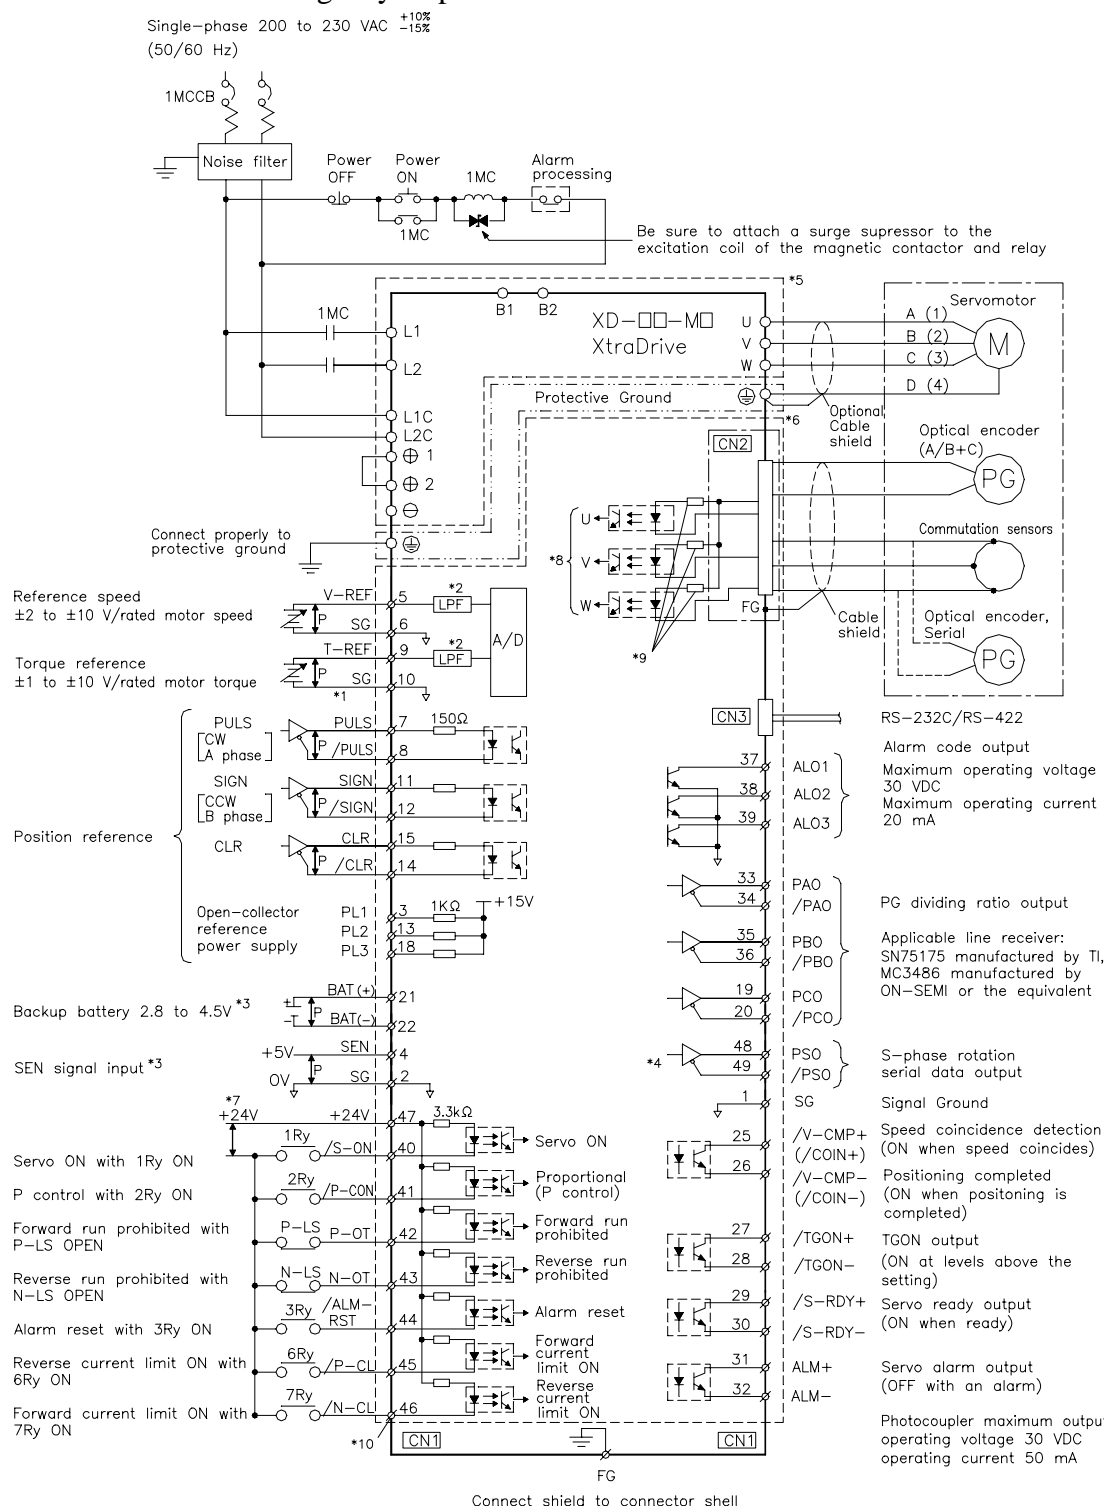 Single-phase 200 to 230 VAC +10% -15%
(50/60 Hz)
1MCCB
Noise filter
Power
OFF
Power
ON
1MC
Alarm
processing
1MC
Be sure to attach a surge supressor to the
excitation coil of the magnetic contactor and relay
*5
B1
B2
XD-□□-M□
XtraDrive
1MC
L1
L2
L1C
L2C
1
2
U
V
W
Protective Ground
*6
Servomotor
A (1)
B (2)
C (3)
D (4)
M
Optional
Cable
shield
Optical encoder
(A/B+C)
PG
CN2
Commutation sensors
*8
U
V
W
*9
FG
Cable
shield
Optical encoder,
Serial
PG
Connect properly to
protective ground
Reference speed
±2 to ±10 V/rated motor speed
V-REF
P
SG
5
6
*2
LPF
A/D
Torque reference
±1 to ±10 V/rated motor torque
T-REF
P
SG
*1
9
10
*2
LPF
CN3
RS-232C/RS-422
Position reference
PULS
CW
A phase
PULS
P
/PULS
7
8
150Ω
SIGN
CCW
B phase
SIGN
P
/SIGN
11
12
CLR
CLR
P
/CLR
15
14
Open-collector
reference
power supply
PL1
PL2
PL3
3
13
18
1KΩ
+15V
37
38
39
ALO1
ALO2
ALO3
Alarm code output
Maximum operating voltage
30 VDC
Maximum operating current
20 mA
33
34
PAO
/PAO
PG dividing ratio output
35
36
PBO
/PBO
Applicable line receiver:
SN75175 manufactured by TI,
MC3486 manufactured by
ON-SEMI or the equivalent
19
20
PCO
/PCO
Backup battery 2.8 to 4.5V *3
+
-
BAT(+)
P
BAT(-)
21
22
SEN signal input *3
+5V
0V
SEN
P
SG
4
2
*4
48
49
PSO
/PSO
S-phase rotation
serial data output
1
SG
Signal Ground
*7
+24V
+24V
47
3.3kΩ
Servo ON with 1Ry ON
1Ry
/S-ON
40
Servo ON
P control with 2Ry ON
2Ry
/P-CON
41
Proportional
(P control)
Forward run prohibited with
P-LS OPEN
P-LS
P-OT
42
Forward run
prohibited
Reverse run prohibited with
N-LS OPEN
N-LS
N-OT
43
Reverse run
prohibited
Alarm reset with 3Ry ON
3Ry
/ALM-
RST
44
Alarm reset
Reverse current limit ON with
6Ry ON
6Ry
/P-CL
45
Forward
current
limit ON
Forward current limit ON with
7Ry ON
7Ry
/N-CL
46
Reverse
current
limit ON
25
26
/V-CMP+
(/COIN+)
/V-CMP-
(/COIN-)
Speed coincidence detection
(ON when speed coincides)
Positioning completed
(ON when positoning is
completed)
27
28
/TGON+
/TGON-
TGON output
(ON at levels above the
setting)
29
30
/S-RDY+
/S-RDY-
Servo ready output
(ON when ready)
31
32
ALM+
ALM-
Servo alarm output
(OFF with an alarm)
Photocoupler maximum output
operating voltage 30 VDC
operating current 50 mA
*10
CN1
CN1
FG
Connect shield to connector shell